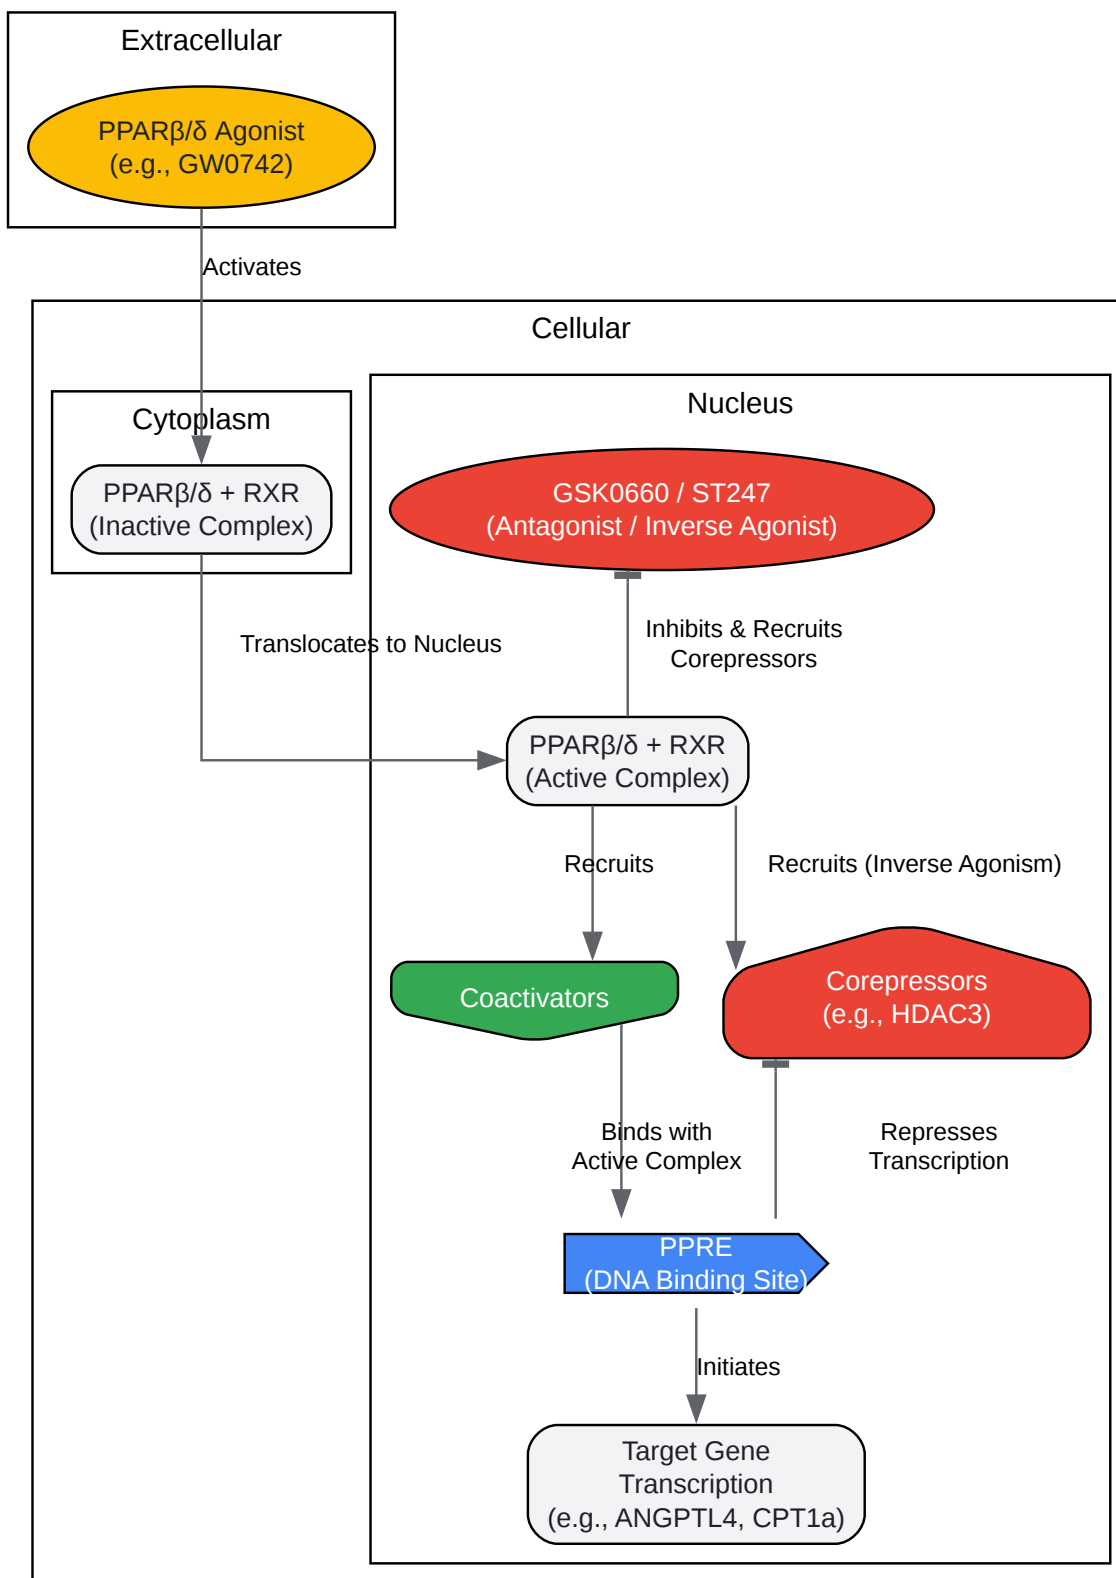 Extracellular
PPARβ/δ Agonist
(e.g., GW0742)
Activates
Cellular
Cytoplasm
PPARβ/δ + RXR
(Inactive Complex)
Nucleus
GSK0660 / ST247
(Antagonist / Inverse Agonist)
Translocates to Nucleus
Inhibits & Recruits
Corepressors
PPARβ/δ + RXR
(Active Complex)
Recruits
Recruits (Inverse Agonism)
Coactivators
Corepressors
(e.g., HDAC3)
Binds with
Active Complex
Represses
Transcription
PPRE
(DNA Binding Site)
Initiates
Target Gene
Transcription
(e.g., ANGPTL4, CPT1a)